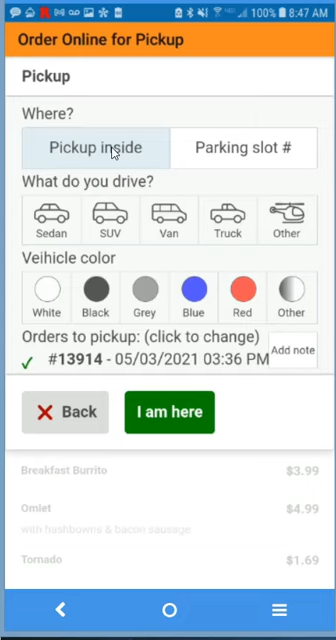 100% 8:47 AM
Order Online for Pickup
Pickup
Where?
Pickup inside Parking slot #
What do you drive?
Sedan SUV Van Truck Other
Veihicle color
White Black Grey Blue Red Other
Orders to pickup: (click to change)
✓ #13914 - 05/03/2021 03:36 PM Add note
Back I am here
Breakfast Burrito $3.99
Omlet $4.99
with hashbowns & bacon sausage
Tornado $1.69